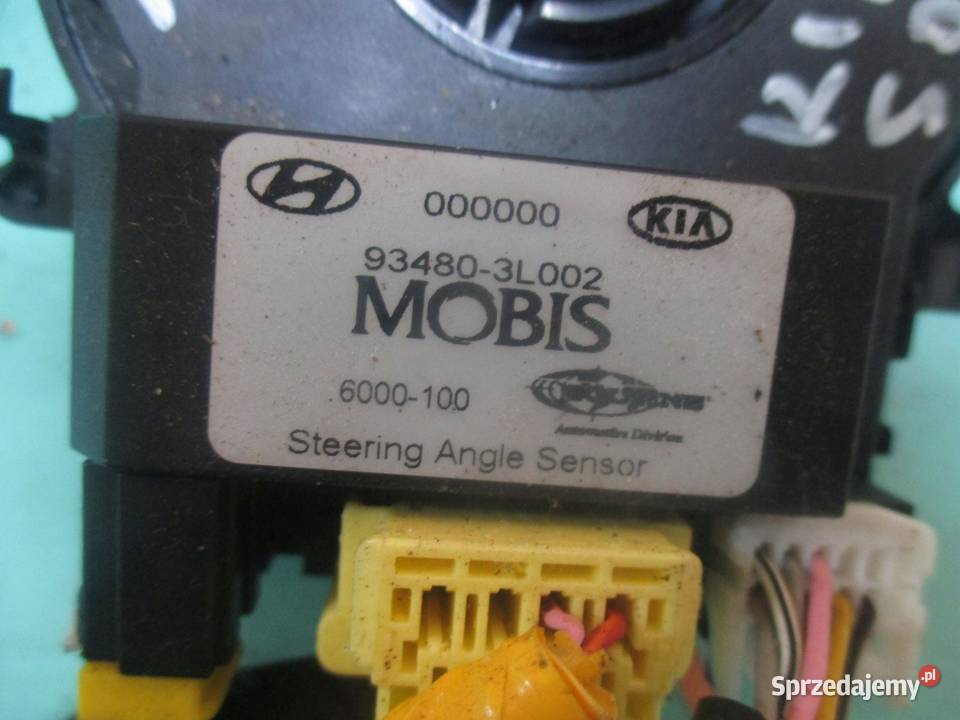 000000
KIA
93480-3L002
MOBIS
6000-100
BOURNS
Automotive Division
Steering Angle Sensor
Sprzedajemy.pl